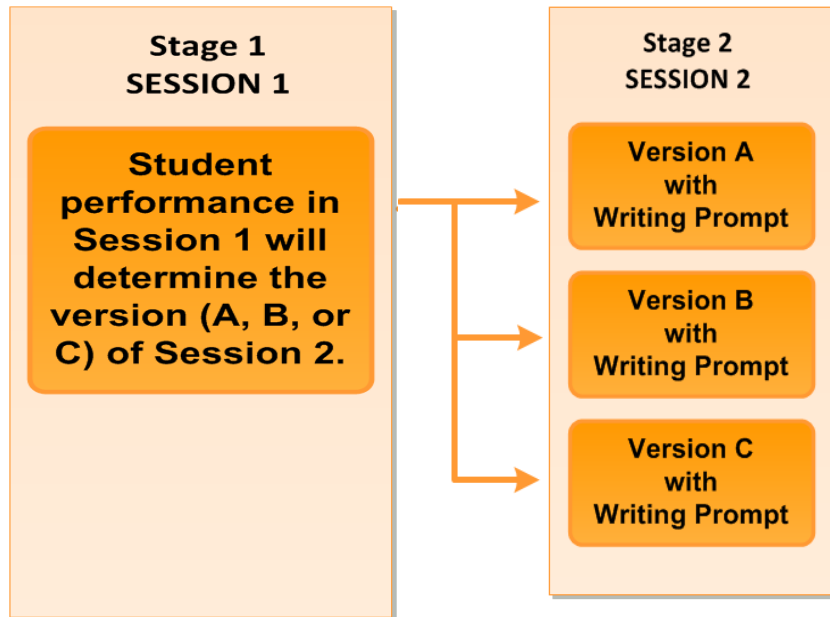 Stage 1
SESSION 1
Student
performance in
Session 1 will
determine the
version (A, B, or
C) of Session 2.
Stage 2
SESSION 2
Version A
with
Writing Prompt
Version B
with
Writing Prompt
Version C
with
Writing Prompt